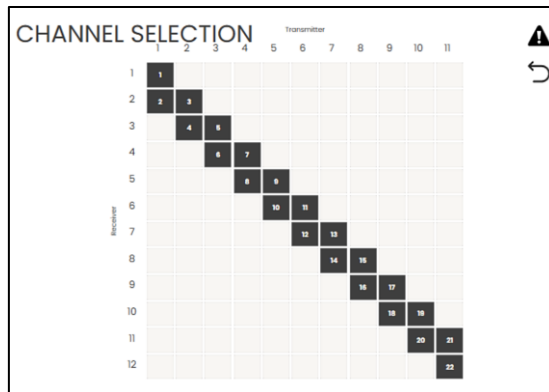 CHANNEL SELECTION
Transmitter
1 2 3 4 5 6 7 8 9 10 11
1 1
2 2 3
3 4 5
4 6 7
5 8 9
6 10 11
Receiver
7 12 13
8 14 15
9 16 17
10 18 19
11 20 21
12 22